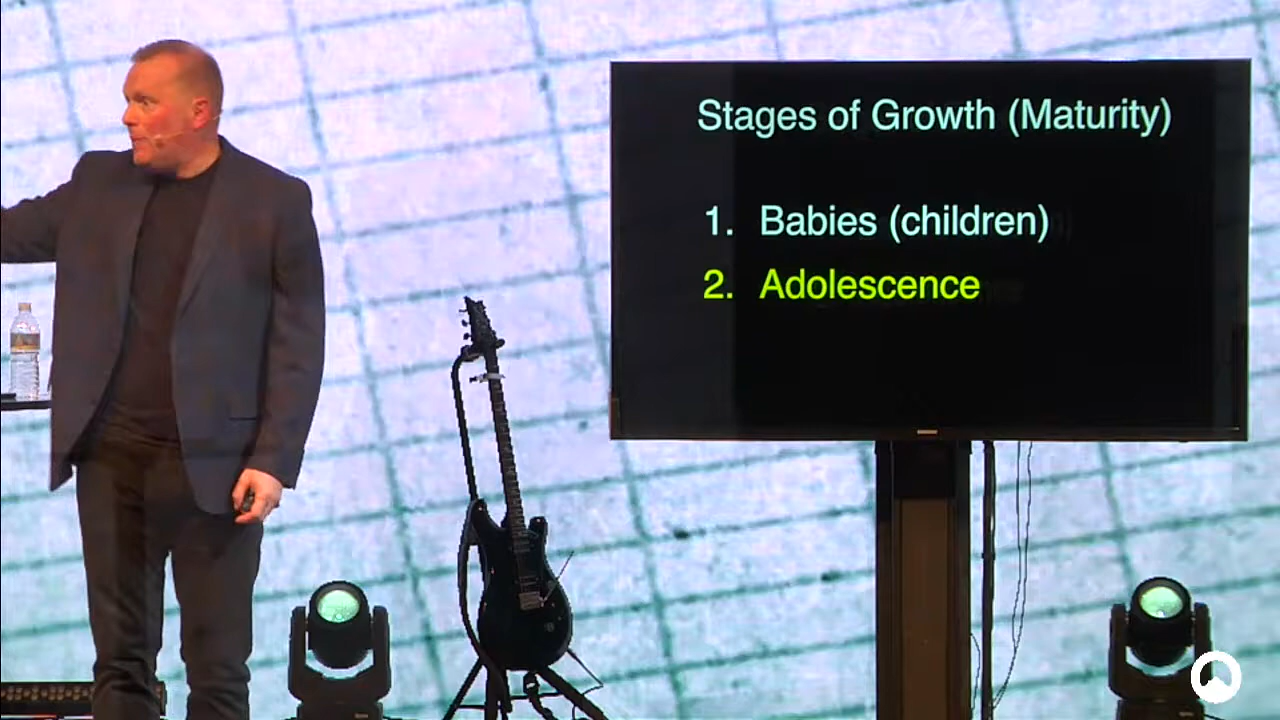 Stages of Growth (Maturity)
1. Babies (children)
2. Adolescence